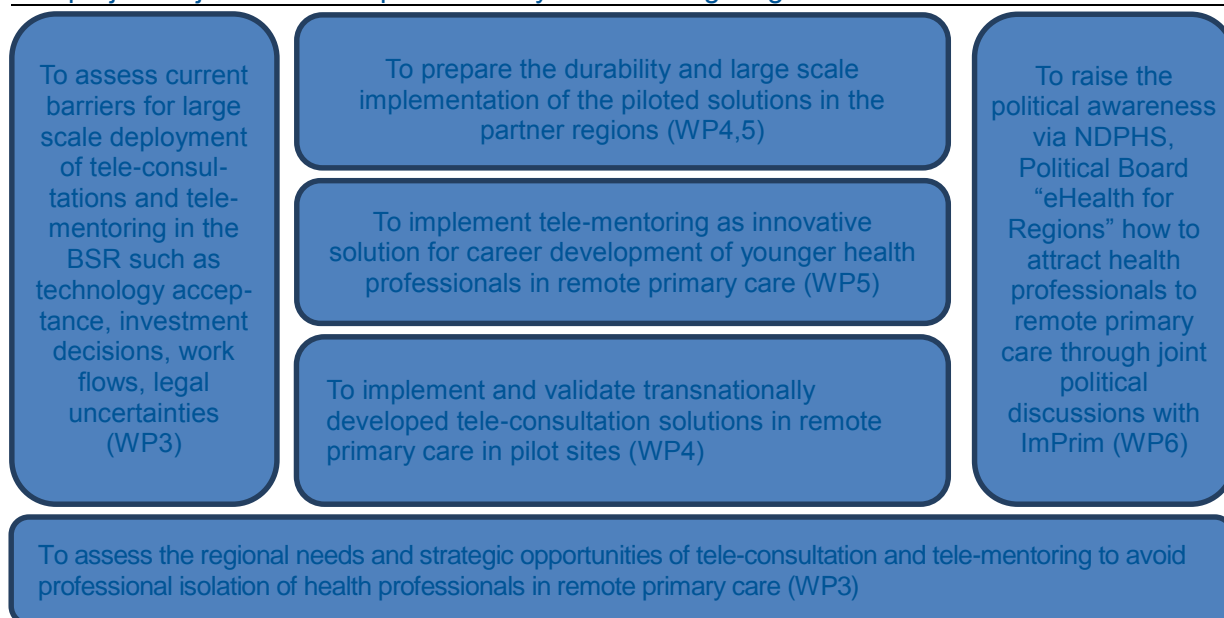 To assess current
barriers for large
scale deployment
of tele-consul-
tations and tele-
mentoring in the
BSR such as
technology accep-
tance, investment
decisions, work
flows, legal
uncertainties
(WP3)
To prepare the durability and large scale
implementation of the piloted solutions in the
partner regions (WP4,5)
To implement tele-mentoring as innovative
solution for career development of younger health
professionals in remote primary care (WP5)
To implement and validate transnationally
developed tele-consultation solutions in remote
primary care in pilot sites (WP4)
To raise the
political awareness
via NDPHS,
Political Board
“eHealth for
Regions” how to
attract health
professionals to
remote primary
care through joint
political
discussions with
ImPrim (WP6)
To assess the regional needs and strategic opportunities of tele-consultation and tele-mentoring to avoid
professional isolation of health professionals in remote primary care (WP3)